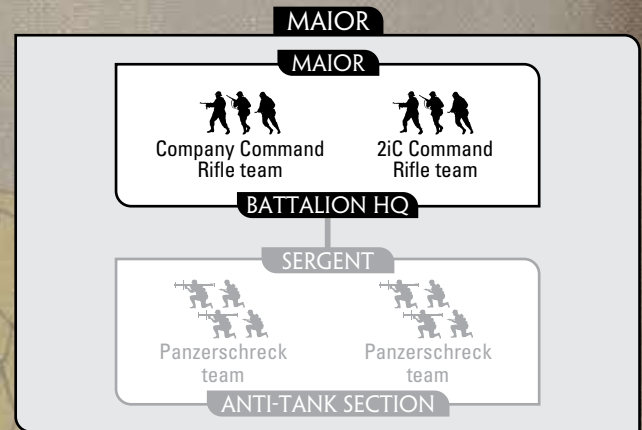 MAIOR
MAIOR
Company Command
Rifle team
2iC Command
Rifle team
BATTALION HQ
SERGENT
Panzerschreck
team
Panzerschreck
team
ANTI-TANK SECTION